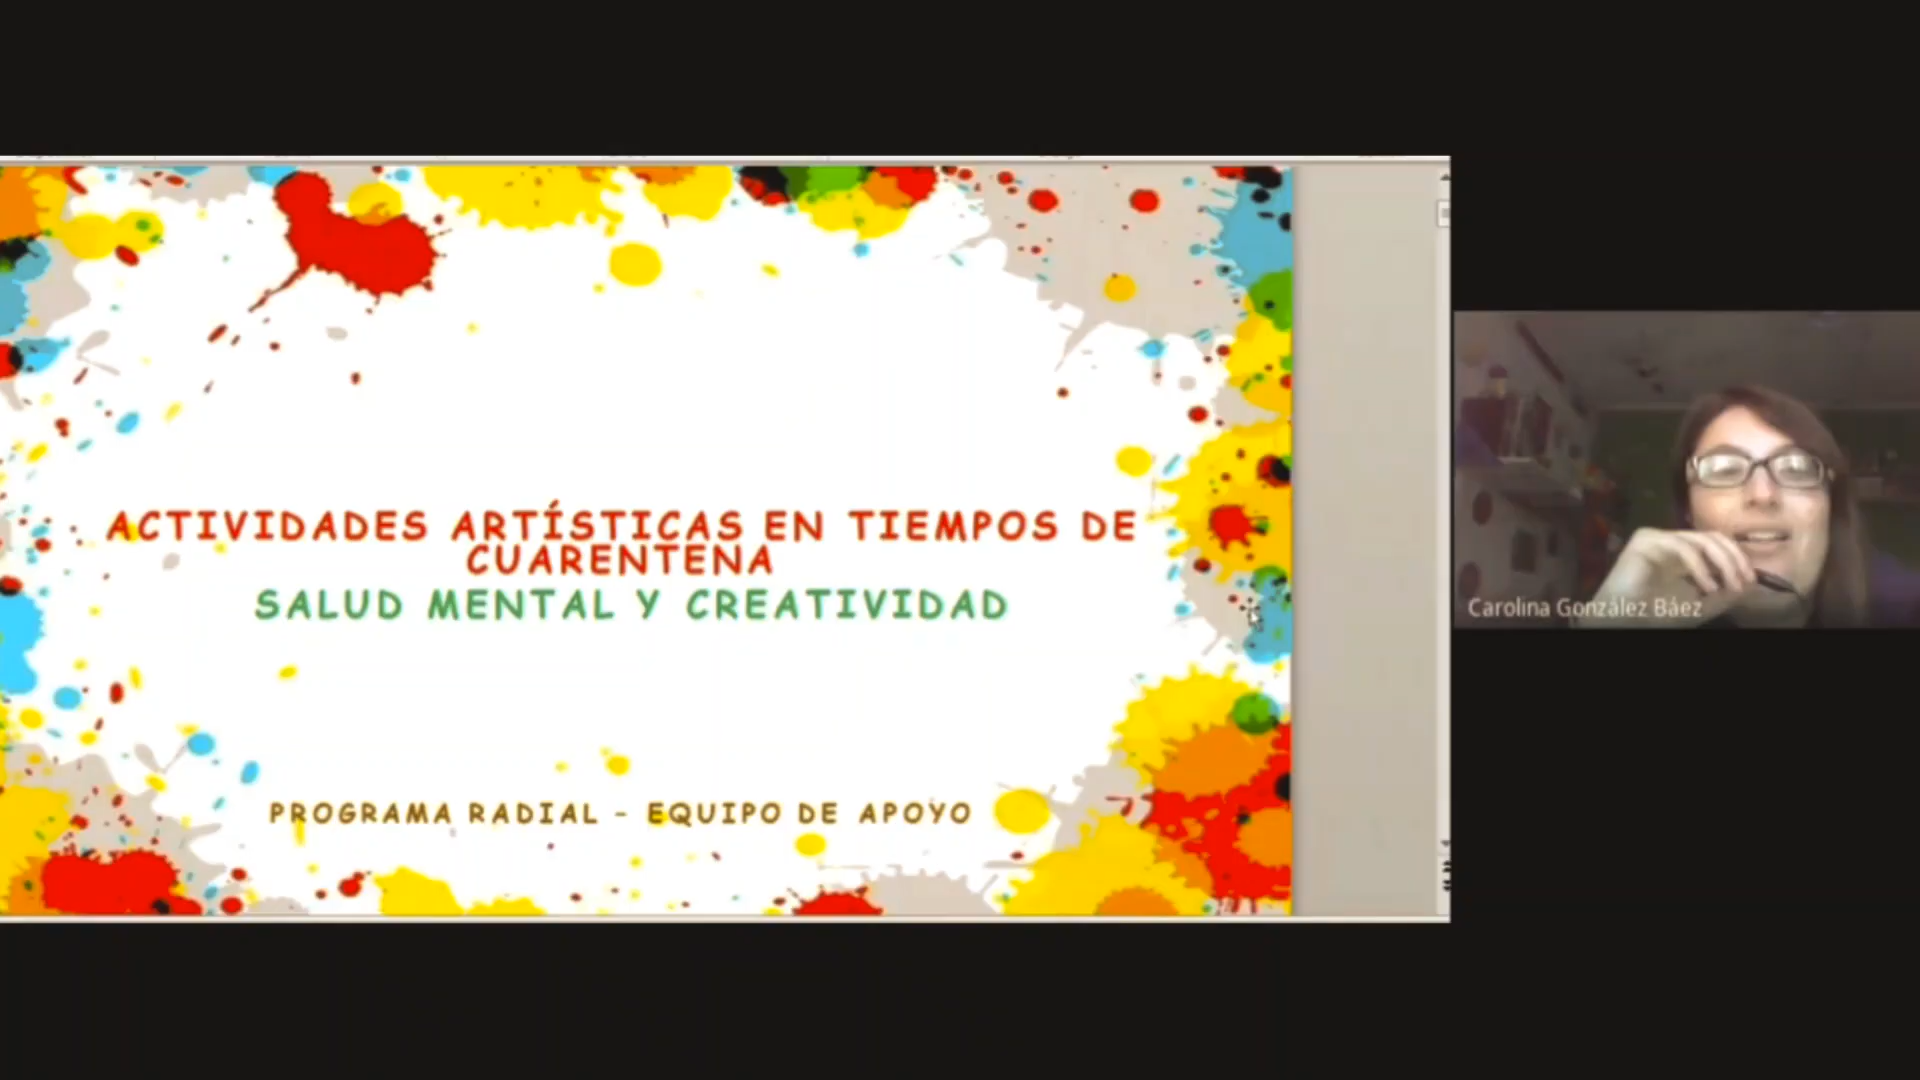 ACTIVIDADES ARTÍSTICAS EN TIEMPOS DE
CUARENTENA
SALUD MENTAL Y CREATIVIDAD
PROGRAMA RADIAL - EQUIPO DE APOYO
Carolina González Báez